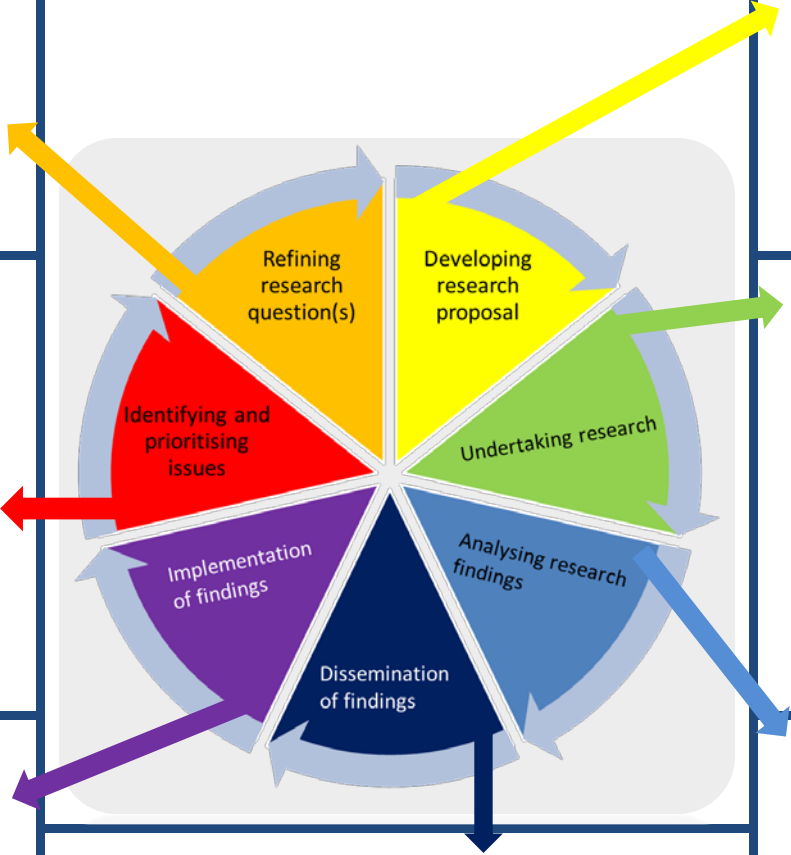 Refining
research
question(s)
Developing
research
proposal
Undertaking research
Analysing research
findings
Dissemination
of findings
Implementation
of findings
Identifying and
prioritising
issues